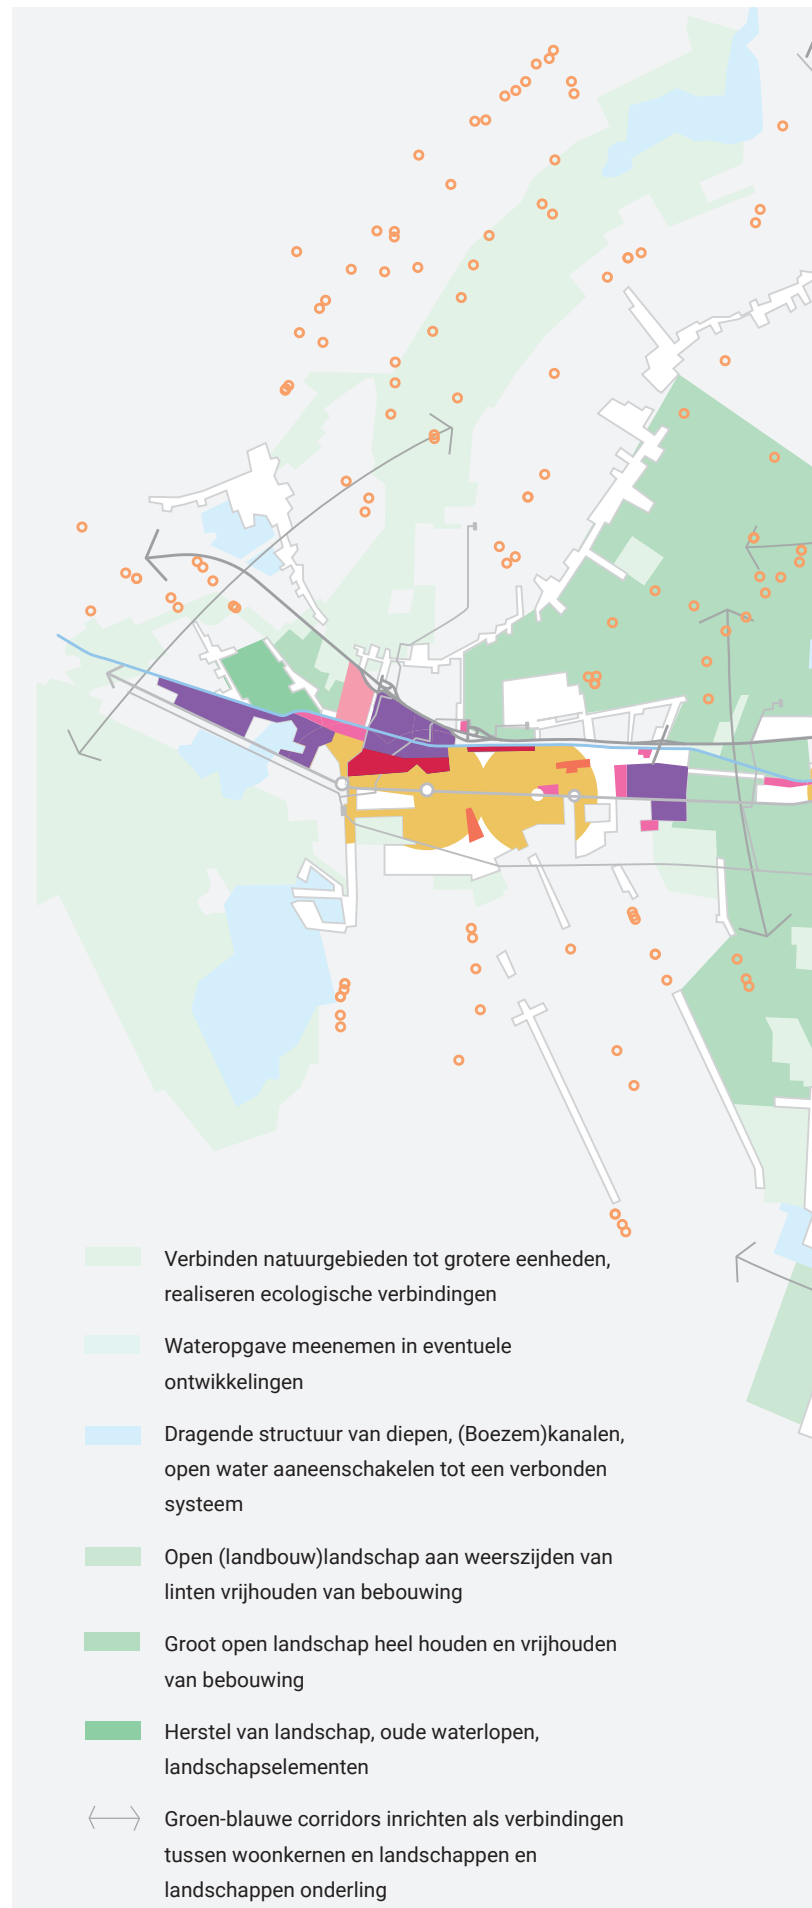 Verbinden natuurgebieden tot grotere eenheden,
realiseren ecologische verbindingen
Wateropgave meenemen in eventuele
ontwikkelingen
Dragende structuur van diepen, (Boezem)kanalen,
open water aaneenschakelen tot een verbonden
systeem
Open (landbouw)landschap aan weerszijden van
linten vrijhouden van bebouwing
Groot open landschap heel houden en vrijhouden
van bebouwing
Herstel van landschap, oude waterlopen,
landschapselementen
Groen-blauwe corridors inrichten als verbindingen
tussen woonkernen en landschappen en
landschappen onderling